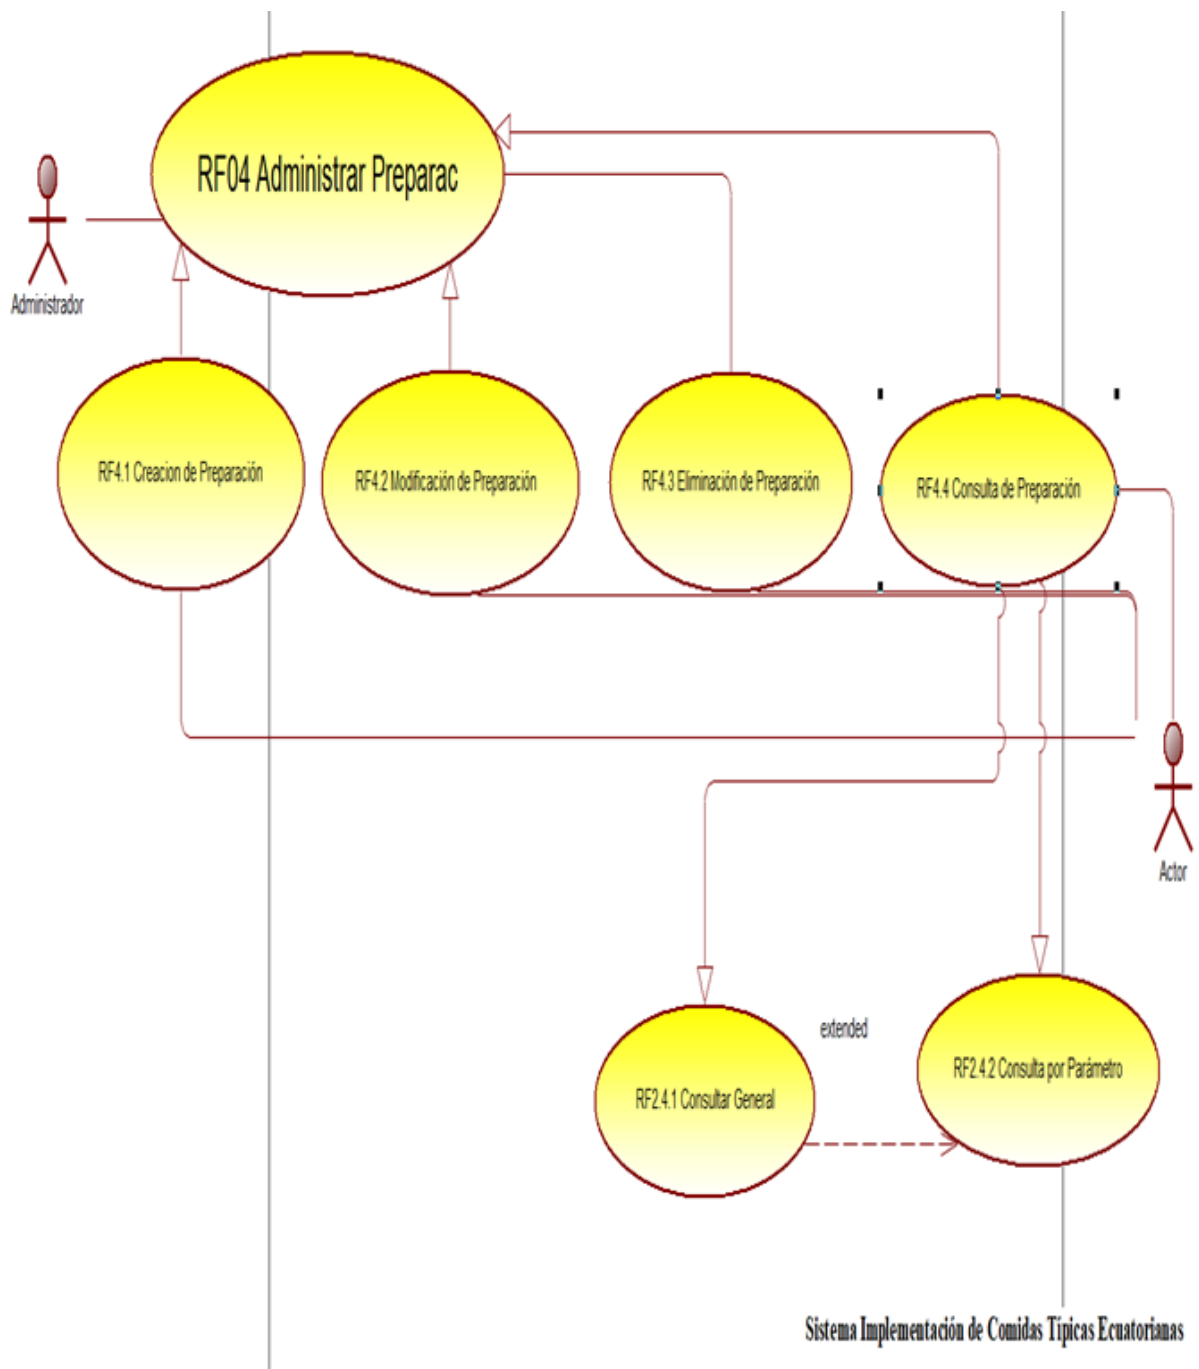 RF04 Administrar Preparac
Administrador
RF4.1 Creacion de Preparación
RF4.2 Modificación de Preparación
RF4.3 Eliminación de Preparación
RF4.4 Consulta de Preparación
Actor
extended
RF2.4.1 Consultar General
RF2.4.2 Consulta por Parámetro
Sistema Implementación de Comidas Típicas Ecuatorianas